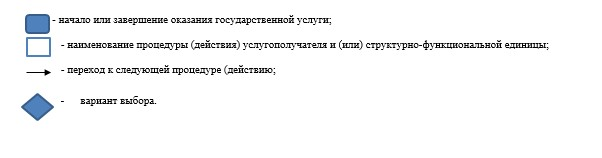 - начало или завершение оказания государственной услуги;
- наименование процедуры (действия) услугополучателя и (или) структурно-функциональной единицы;
- переход к следующей процедуре (действию;
- вариант выбора.